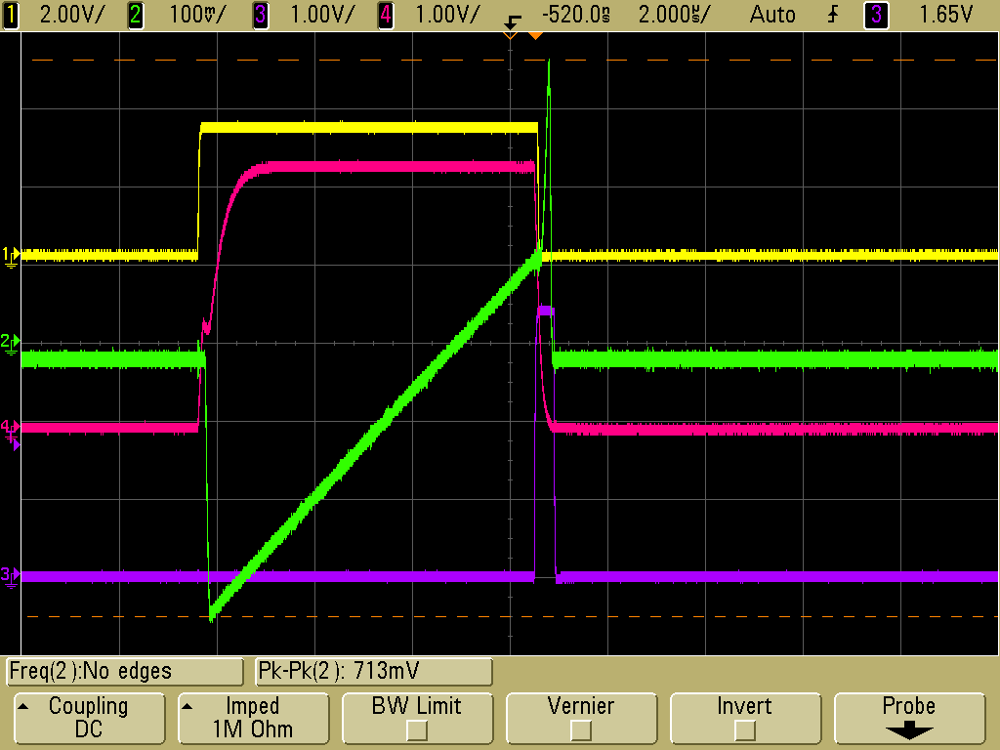 1 2.00V/ 2 100mV/ 3 1.00V/ 4 1.00V/ -520.0ns 2.000us/ Auto 3 1.65V
1
2
4
3
Freq(2):No edges Pk-Pk(2): 713mV
Coupling Imped BW Limit Vernier Invert Probe
DC 1M Ohm